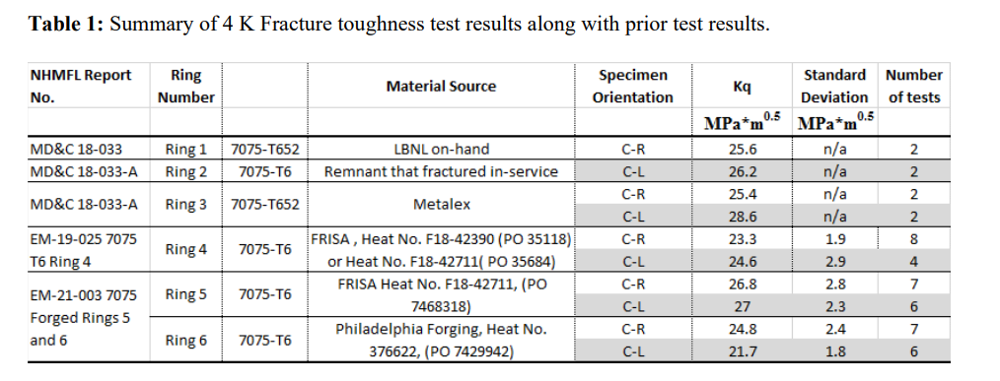 Table 1: Summary of 4 K Fracture toughness test results along with prior test results.
NHMFL Report No. Ring Number Material Source Specimen Orientation Kq Standard Deviation Number of tests
MPa*m^0.5 MPa*m^0.5
MD&C 18-033 Ring 1 7075-T652 LBNL on-hand C-R 25.6 n/a 2
MD&C 18-033-A Ring 2 7075-T6 Remnant that fractured in-service C-L 26.2 n/a 2
MD&C 18-033-A Ring 3 7075-T652 Metalex C-R 25.4 n/a 2
C-L 28.6 n/a 2
EM-19-025 7075 T6 Ring 4 Ring 4 7075-T6 FRISA , Heat No. F18-42390 (PO 35118) or Heat No. F18-42711( PO 35684) C-R 23.3 1.9 8
C-L 24.6 2.9 4
EM-21-003 7075 Forged Rings 5 and 6 Ring 5 7075-T6 FRISA Heat No. F18-42711, (PO 7468318) C-R 26.8 2.8 7
C-L 27 2.3 6
Ring 6 7075-T6 Philadelphia Forging, Heat No. 376622, (PO 7429942) C-R 24.8 2.4 7
C-L 21.7 1.8 6